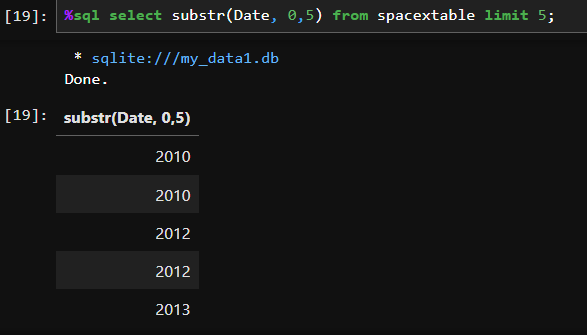 [19]: %sql select substr(Date, 0,5) from spacextable limit 5;
* sqlite:///my_data1.db
Done.
[19]: substr(Date, 0,5)
2010
2010
2012
2012
2013